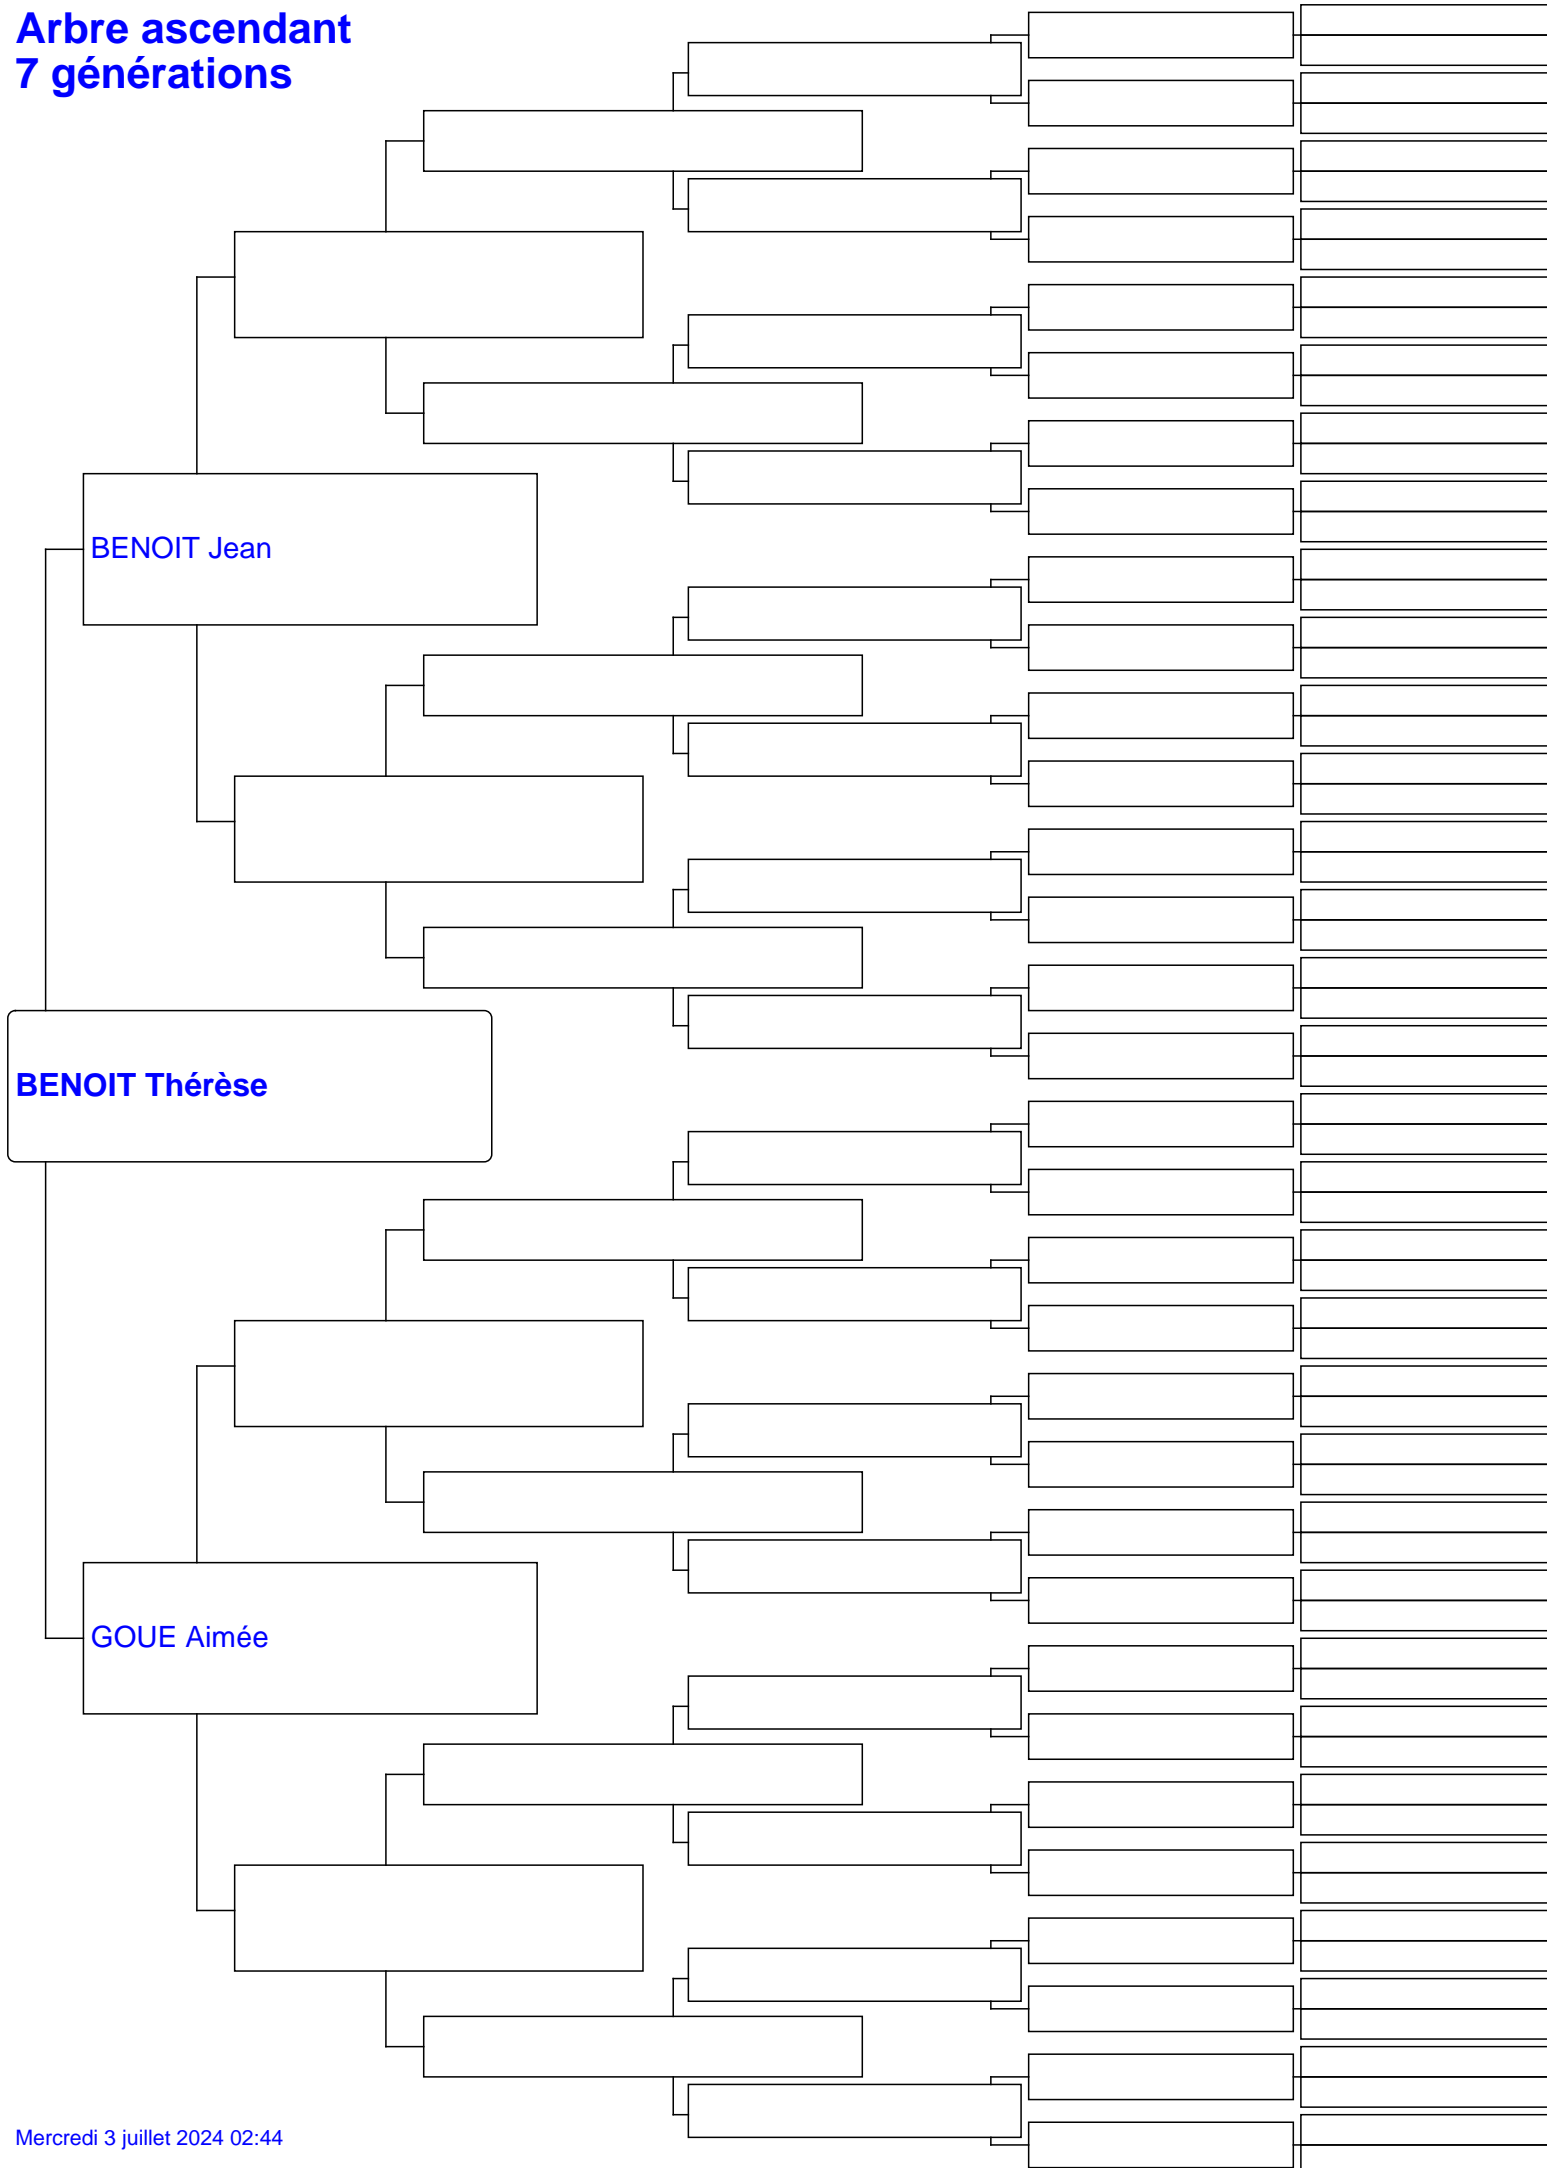 Arbre ascendant
7 générations
BENOIT Jean
BENOIT Thérèse
GOUE Aimée
Mercredi 3 juillet 2024 02:44